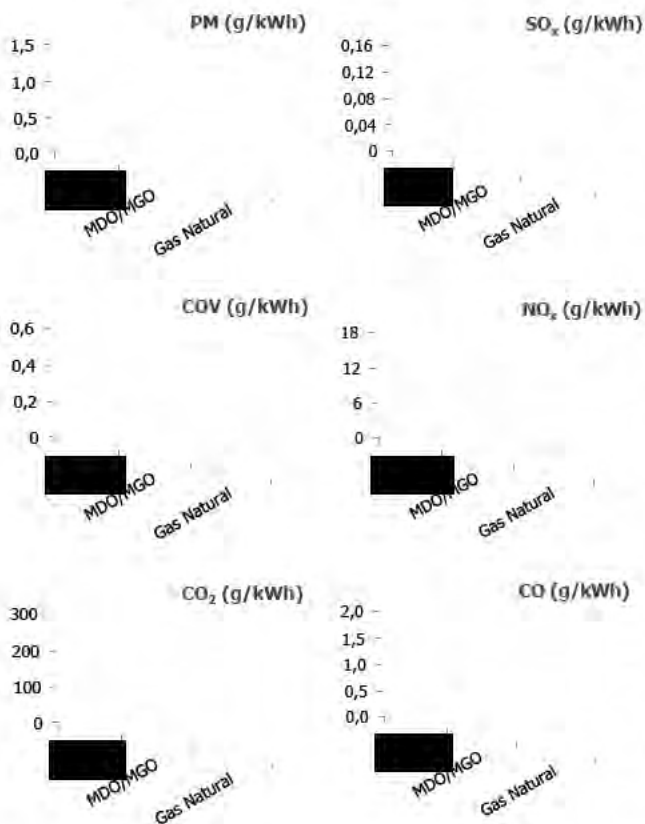 PM (g/kWh)
1,5
1,0
0,5
0,0
MDO/MGO
Gas Natural
SOx (g/kWh)
0,16
0,12
0,08
0,04
0
MDO/MGO
Gas Natural
COV (g/kWh)
0,6
0,4
0,2
0
MDO/MGO
Gas Natural
NOx (g/kWh)
18
12
6
0
MDO/MGO
Gas Natural
CO₂ (g/kWh)
300
200
100
0
MDO/MGO
Gas Natural
CO (g/kWh)
2,0
1,5
1,0
0,5
0,0
MDO/MGO
Gas Natural